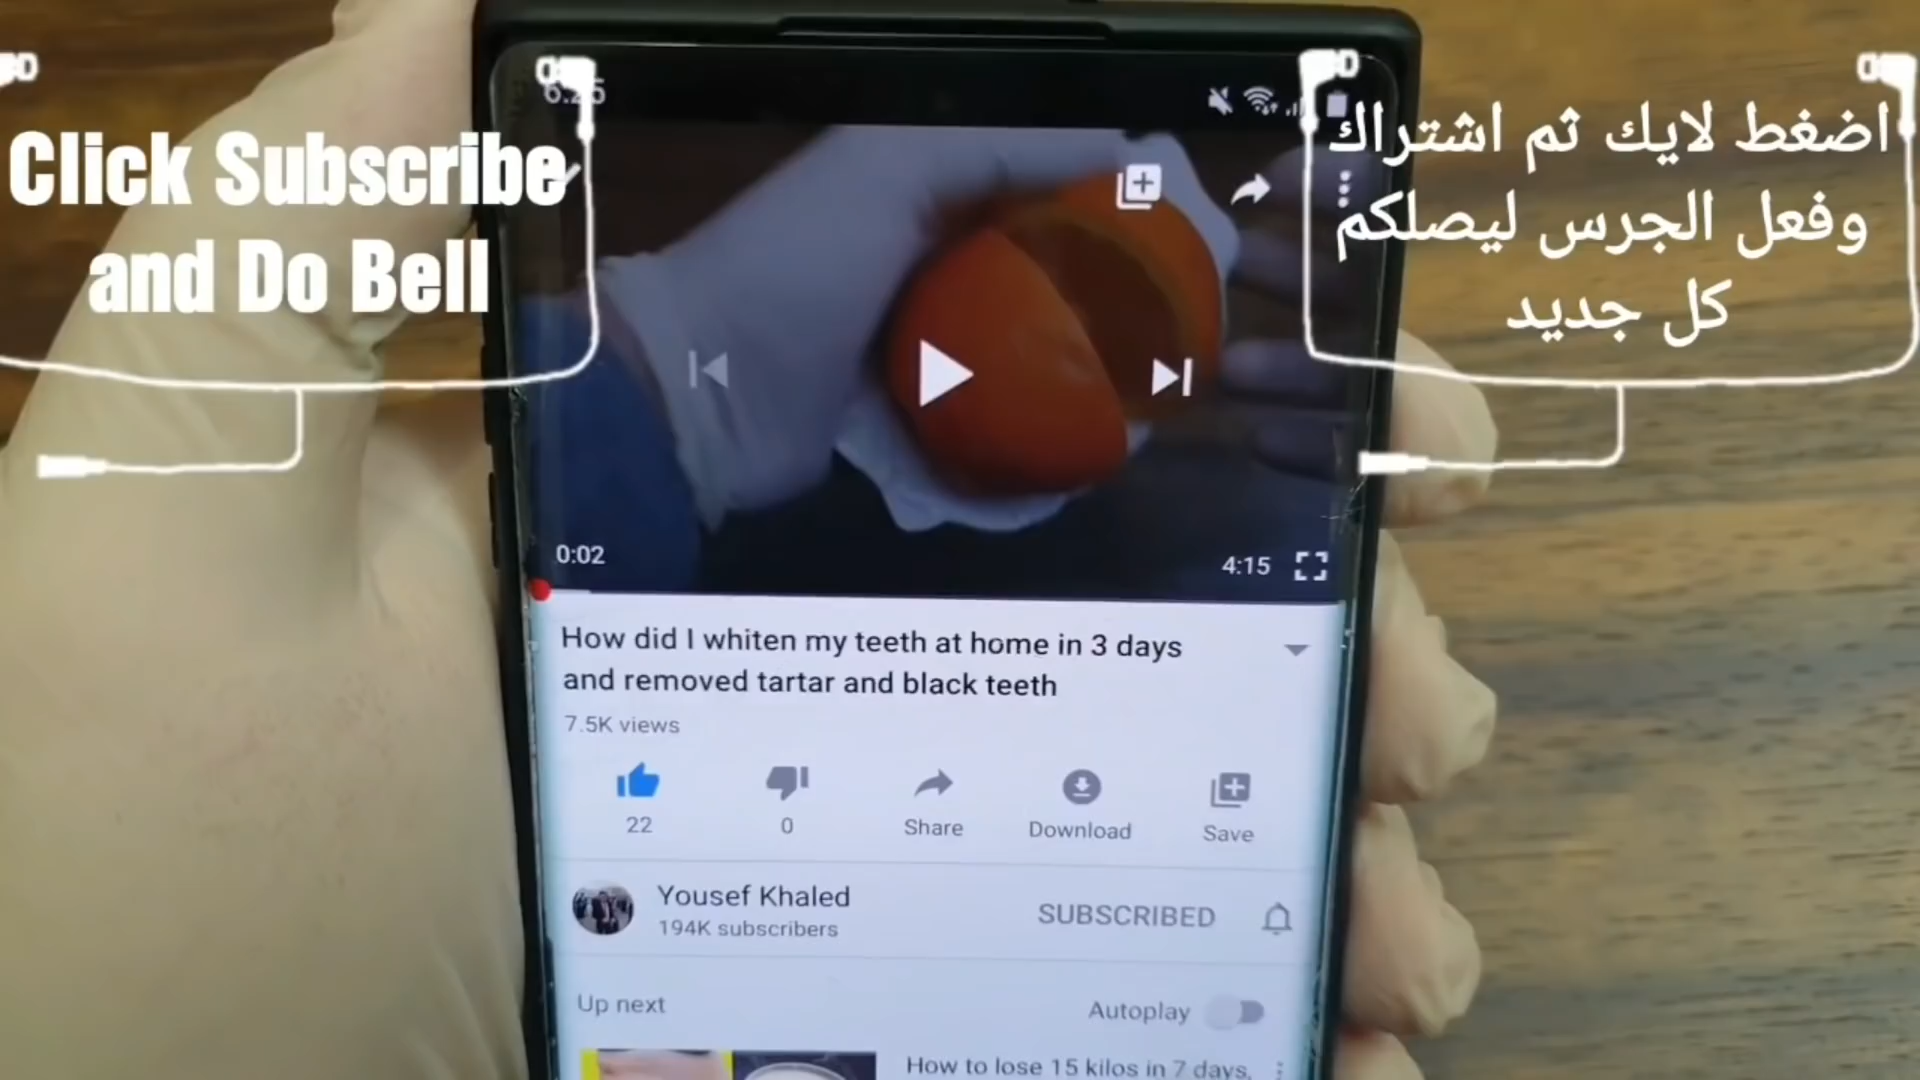 Click Subscribe
and Do Bell
اضغط لايك ثم اشتراك
وفعل الجرس ليصلكم
كل جديد
0:02
4:15
How did I whiten my teeth at home in 3 days
and removed tartar and black teeth
7.5K views
22
0
Share
Download
Save
Yousef Khaled
194K subscribers
SUBSCRIBED
Up next
Autoplay
How to lose 15 kilos in 7 days,